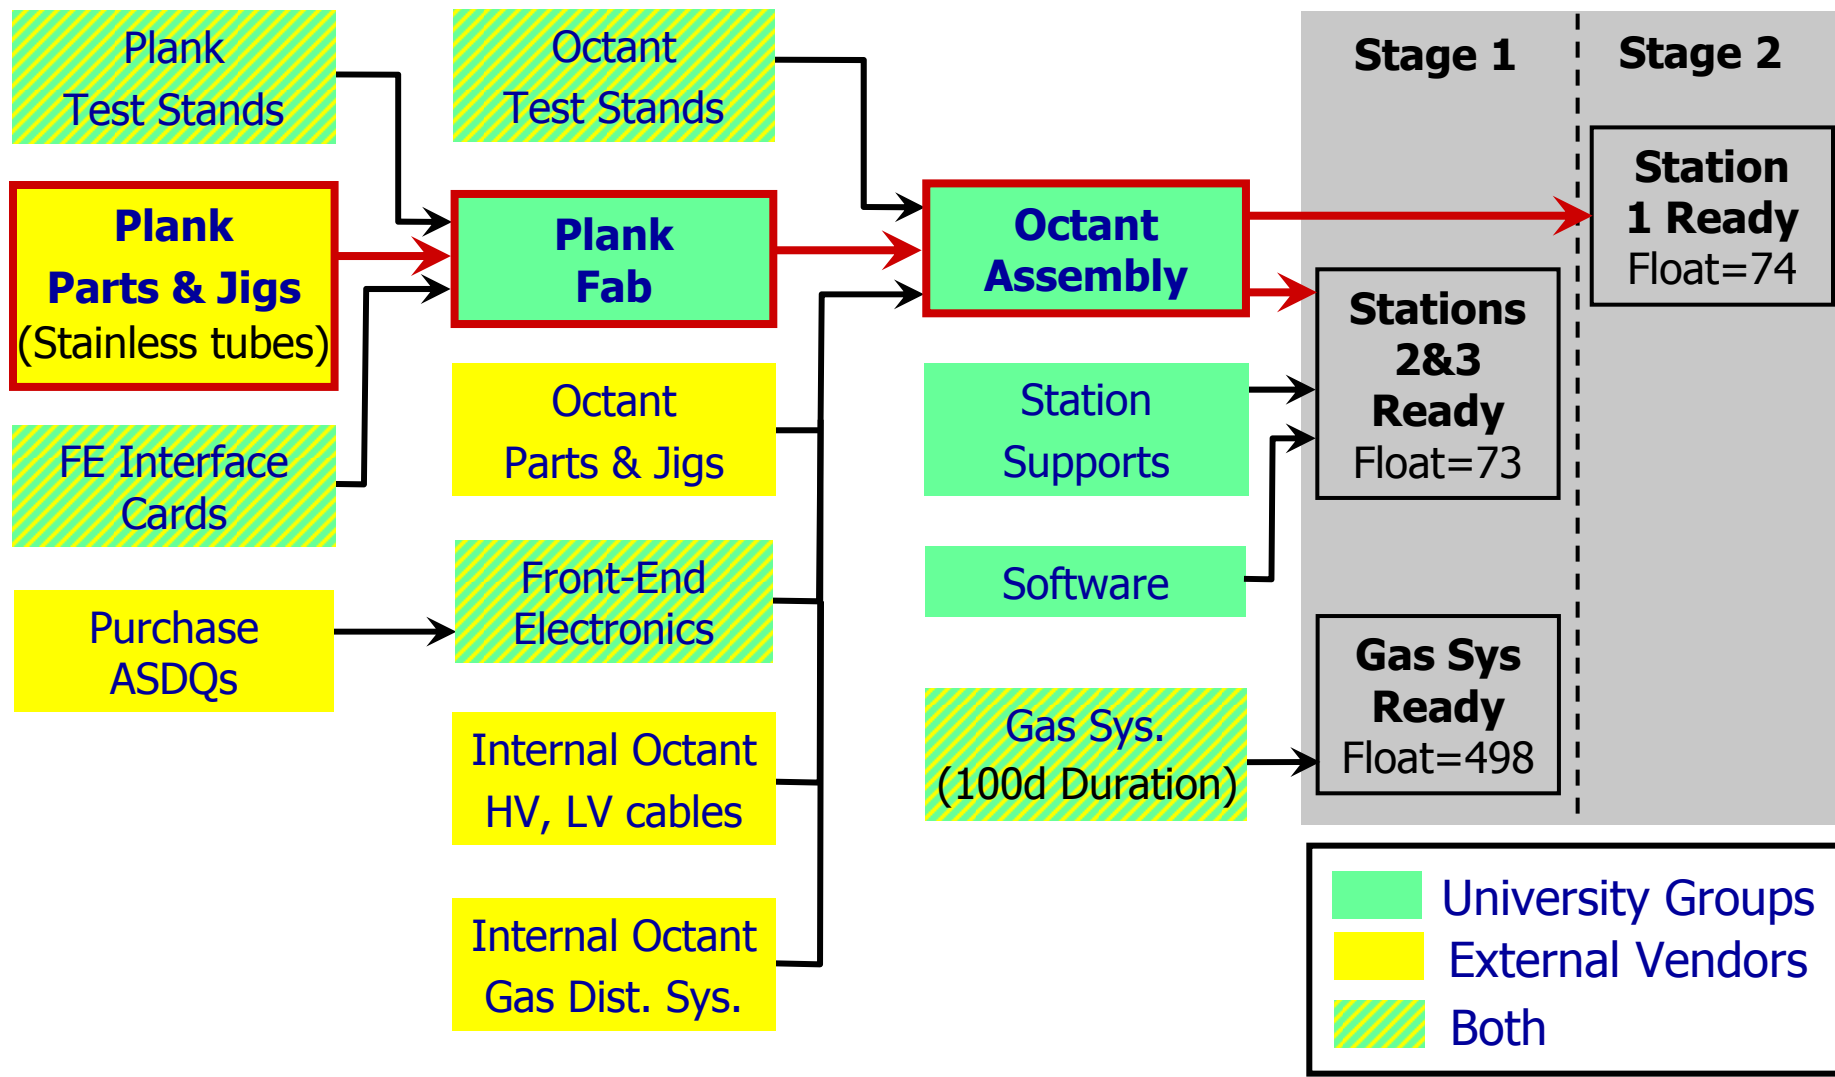 Plank
Test Stands
Plank
Parts & Jigs
(Stainless tubes)
FE Interface
Cards
Purchase
ASDQs
Octant
Test Stands
Plank
Fab
Octant
Parts & Jigs
Front-End
Electronics
Internal Octant
HV, LV cables
Internal Octant
Gas Dist. Sys.
Octant
Assembly
Station
Supports
Software
Gas Sys.
(100d Duration)
Stage 1
Stations
2&3
Ready
Float=73
Gas Sys
Ready
Float=498
Stage 2
Station
1 Ready
Float=74
University Groups
External Vendors
Both